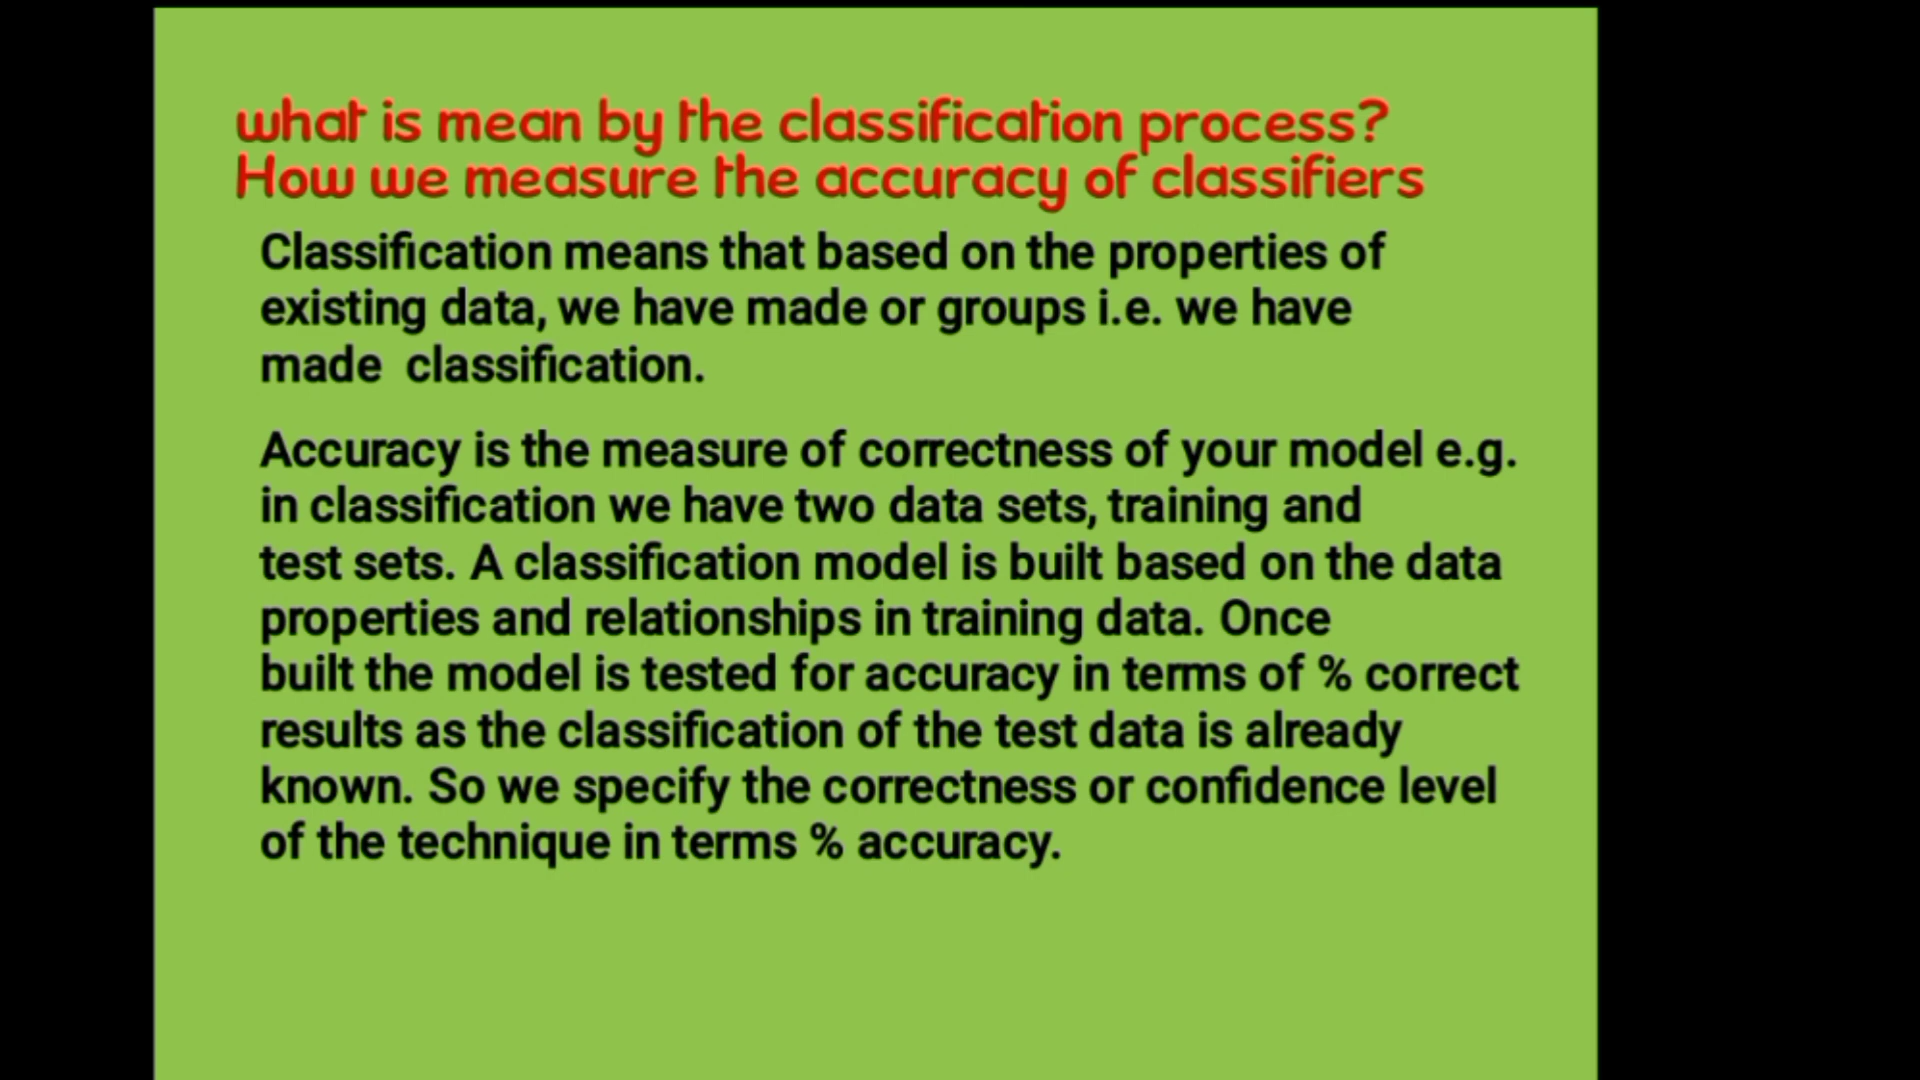 what is mean by the classification process?
How we measure the accuracy of classifiers
Classification means that based on the properties of
existing data, we have made or groups i.e. we have
made  classification.
Accuracy is the measure of correctness of your model e.g.
in classification we have two data sets, training and
test sets. A classification model is built based on the data
properties and relationships in training data. Once
built the model is tested for accuracy in terms of % correct
results as the classification of the test data is already
known. So we specify the correctness or confidence level
of the technique in terms % accuracy.